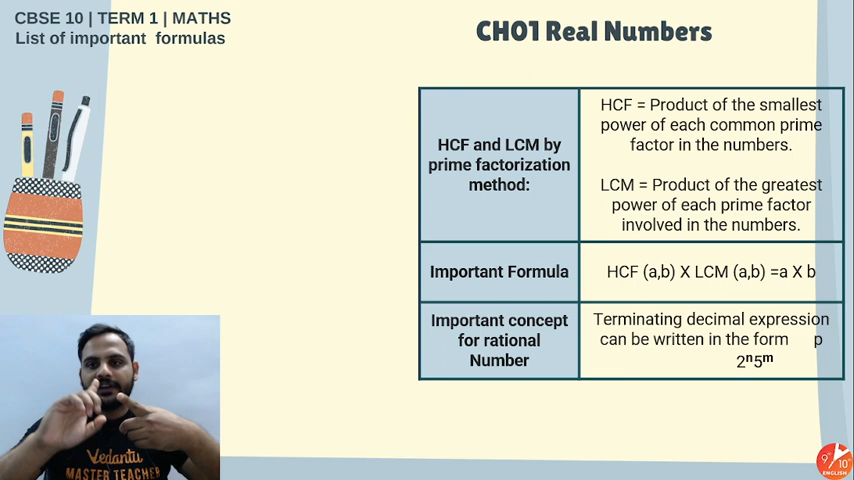 CBSE 10 | TERM 1 | MATHS
List of important formulas
CH01 Real Numbers
HCF and LCM by
prime factorization
method:
HCF = Product of the smallest
power of each common prime
factor in the numbers.
LCM = Product of the greatest
power of each prime factor
involved in the numbers.
Important Formula
HCF (a,b) X LCM (a,b) =a X b
Important concept
for rational
Number
Terminating decimal expression
can be written in the form p
2ⁿ5ᵐ
Vedantu
MASTER TEACHER
9th 10th
ENGLISH